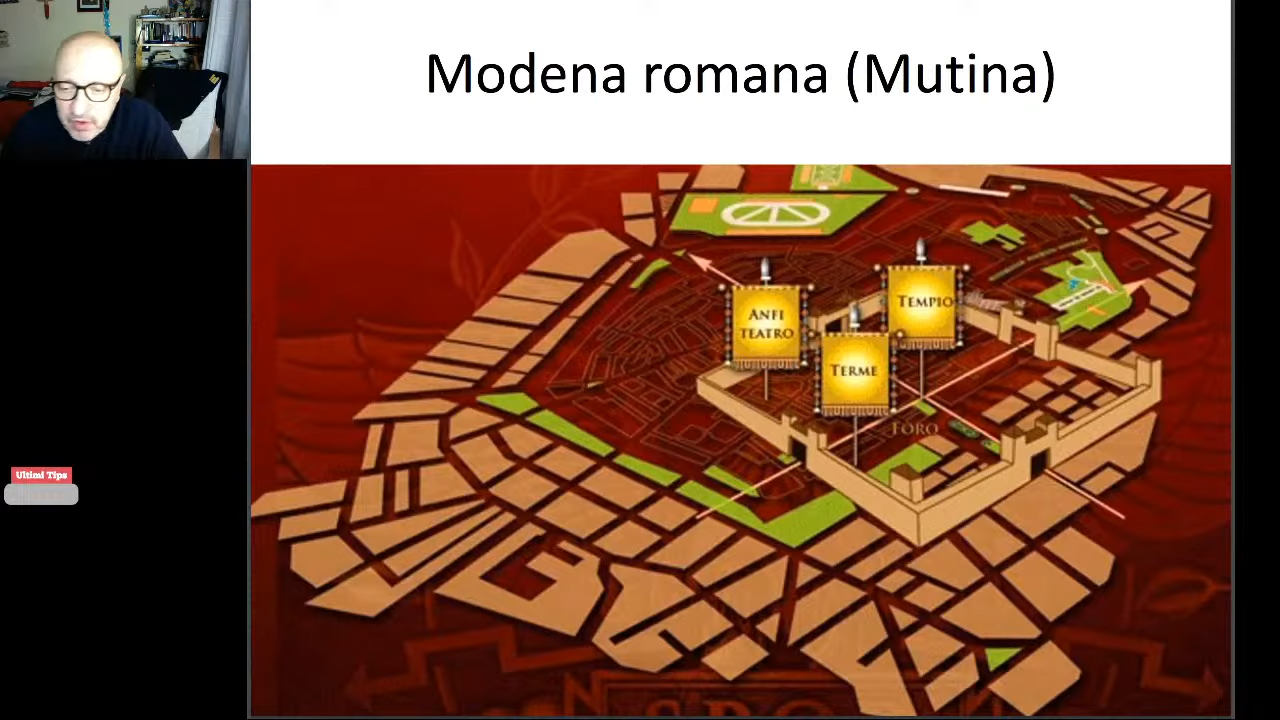 Modena romana (Mutina)
ANFI
TEATRO
TEMPIO
TERME
FORO
Ultimi Tips